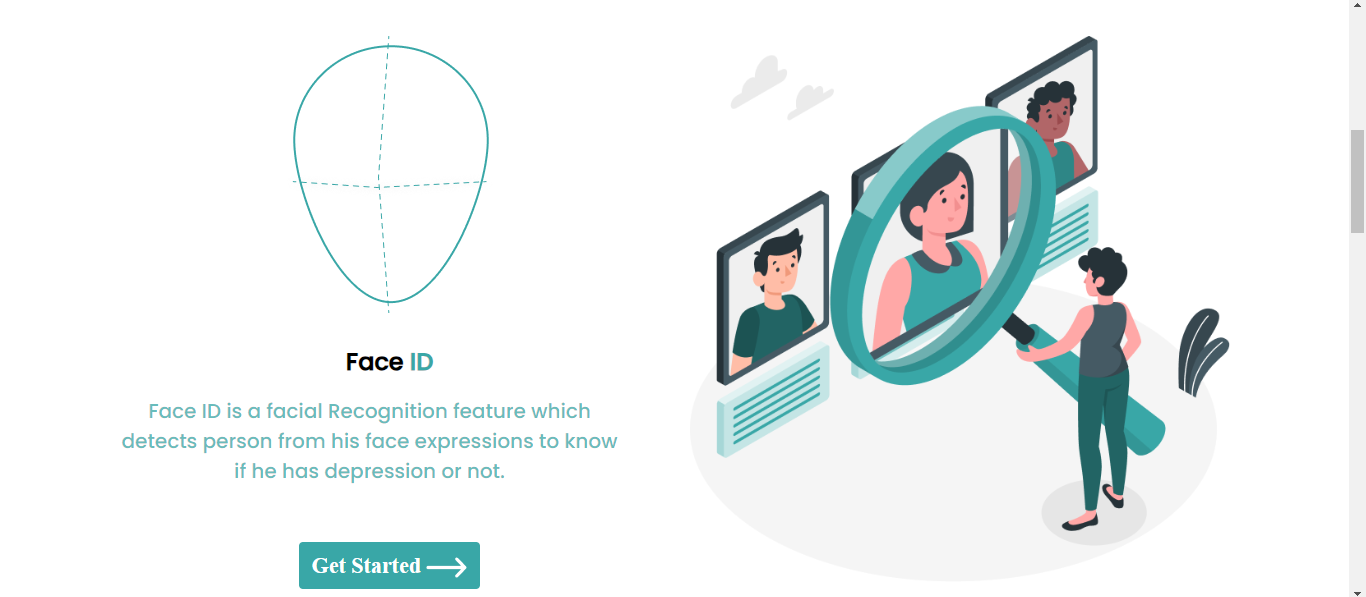 Face ID
Face ID is a facial Recognition feature which
detects person from his face expressions to know
if he has depression or not.
Get Started